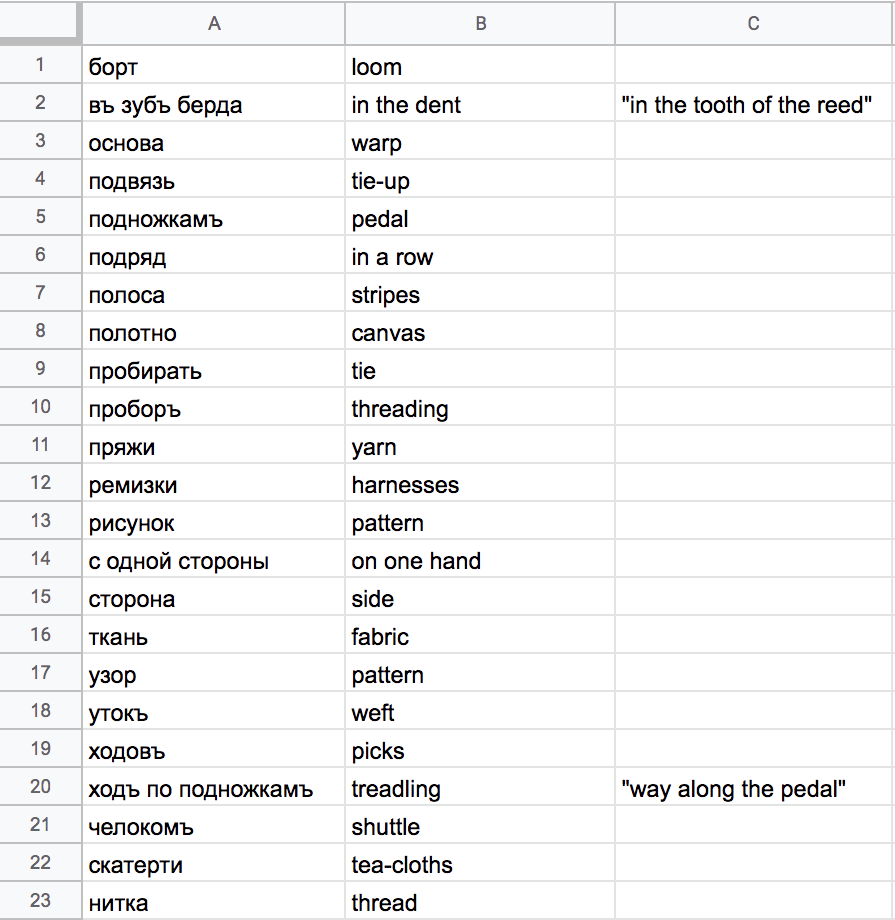 A B C
1 борт loom
2 въ зубъ берда in the dent "in the tooth of the reed"
3 основа warp
4 подвязь tie-up
5 подножкамъ pedal
6 подряд in a row
7 полоса stripes
8 полотно canvas
9 пробирать tie
10 проборъ threading
11 пряжи yarn
12 ремизки harnesses
13 рисунок pattern
14 с одной стороны on one hand
15 сторона side
16 ткань fabric
17 узор pattern
18 утокъ weft
19 ходовъ picks
20 ходъ по подножкамъ treadling "way along the pedal"
21 челокомъ shuttle
22 скатерти tea-cloths
23 нитка thread